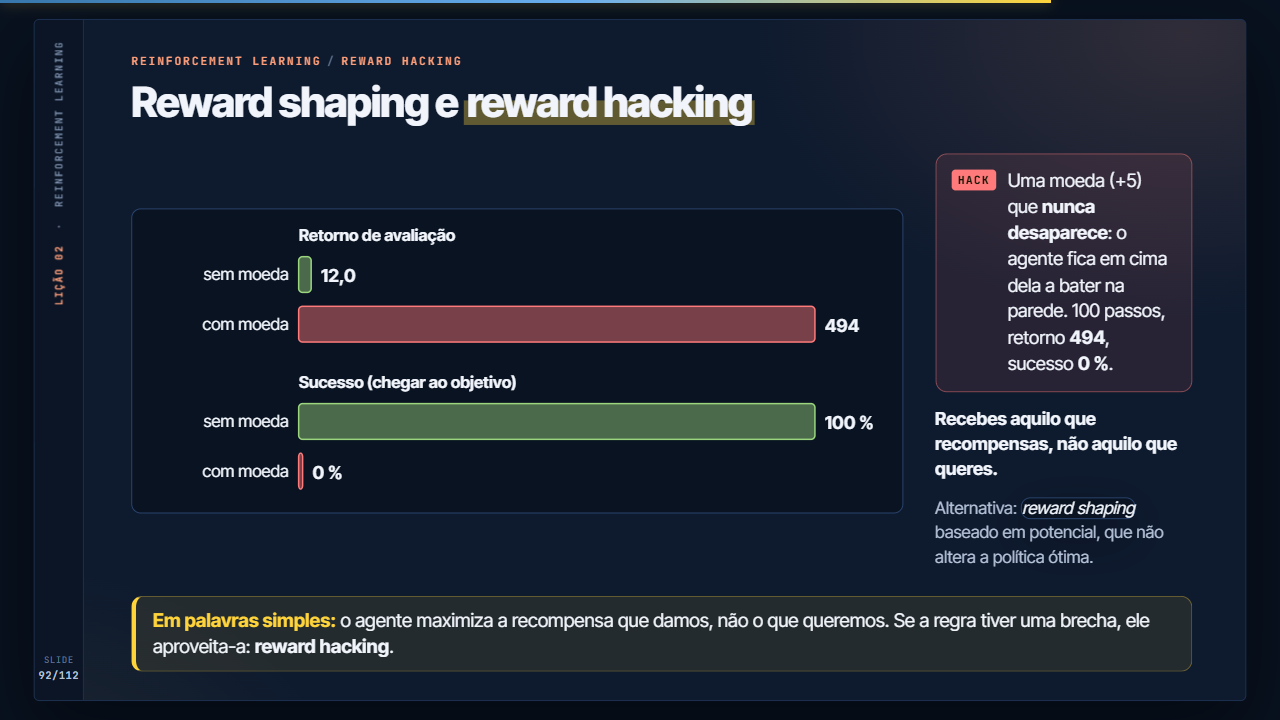 REINFORCEMENT LEARNING / REWARD HACKING
Reward shaping e reward hacking
LIÇÃO 02 · REINFORCEMENT LEARNING
Retorno de avaliação
sem moeda 12,0
com moeda 494
Sucesso (chegar ao objetivo)
sem moeda 100 %
com moeda 0 %
HACK Uma moeda (+5)
que nunca
desaparece: o
agente fica em cima
dela a bater na
parede. 100 passos,
retorno 494,
sucesso 0 %.
Recebes aquilo que
recompensas, não aquilo que
queres.
Alternativa: reward shaping
baseado em potencial, que não
altera a política ótima.
Em palavras simples: o agente maximiza a recompensa que damos, não o que queremos. Se a regra tiver uma brecha, ele
aproveita-a: reward hacking.
SLIDE
92/112